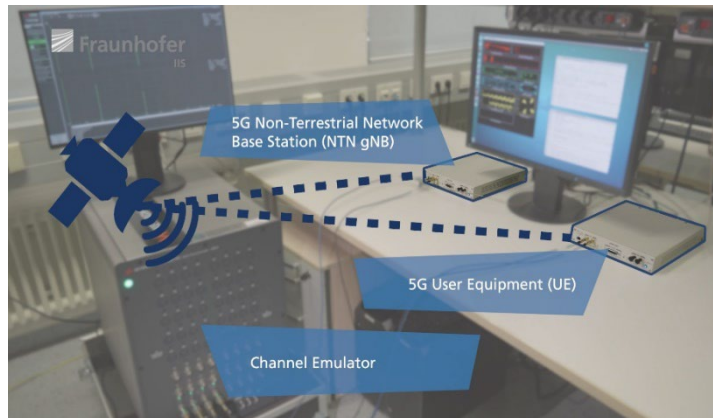 Fraunhofer
IIS
5G Non-Terrestrial Network
Base Station (NTN gNB)
5G User Equipment (UE)
Channel Emulator